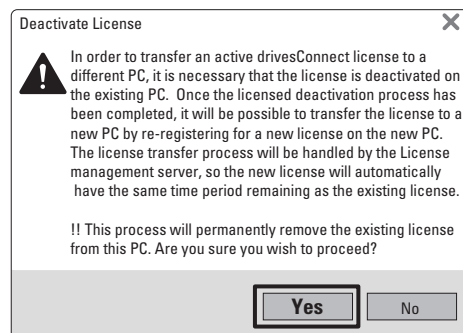 Deactivate License
In order to transfer an active drivesConnect license to a
different PC, it is necessary that the license is deactivated on
the existing PC. Once the licensed deactivation process has
been completed, it will be possible to transfer the license to a
new PC by re-registering for a new license on the new PC.
The license transfer process will be handled by the License
management server, so the new license will automatically
have the same time period remaining as the existing license.
!! This process will permanently remove the existing license
from this PC. Are you sure you wish to proceed?
Yes
No